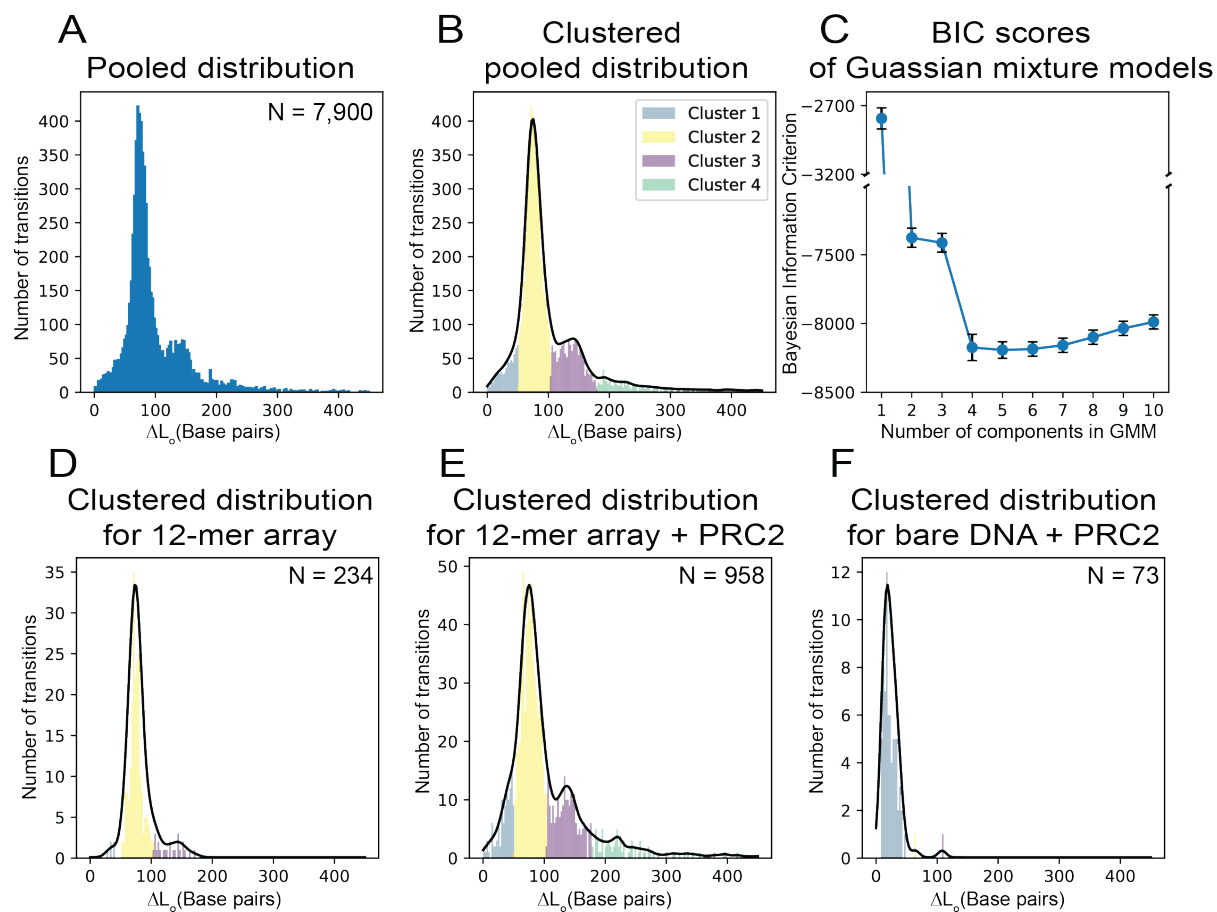 A
Pooled distribution
N = 7,900
Number of transitions
400
350
300
250
200
150
100
50
0
0 100 200 300 400
ΔLₒ(Base pairs)
B
Clustered
pooled distribution
Cluster 1
Cluster 2
Cluster 3
Cluster 4
Number of transitions
400
350
300
250
200
150
100
50
0
0 100 200 300 400
ΔLₒ(Base pairs)
C
BIC scores
of Guassian mixture models
Bayesian Information Criterion
−2700
−3200
−7500
−8000
−8500
1 2 3 4 5 6 7 8 9 10
Number of components in GMM
D
Clustered distribution
for 12-mer array
N = 234
Number of transitions
35
30
25
20
15
10
5
0
0 100 200 300 400
ΔLₒ(Base pairs)
E
Clustered distribution
for 12-mer array + PRC2
N = 958
Number of transitions
50
40
30
20
10
0
0 100 200 300 400
ΔLₒ(Base pairs)
F
Clustered distribution
for bare DNA + PRC2
N = 73
Number of transitions
12
10
8
6
4
2
0
0 100 200 300 400
ΔLₒ(Base pairs)